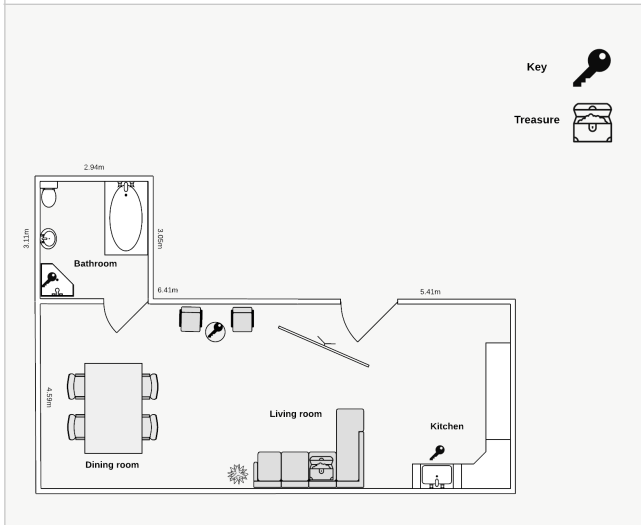 Key
Treasure
2.94m
3.11m
3.05m
Bathroom
6.41m
5.41m
4.59m
Living room
Kitchen
Dining room